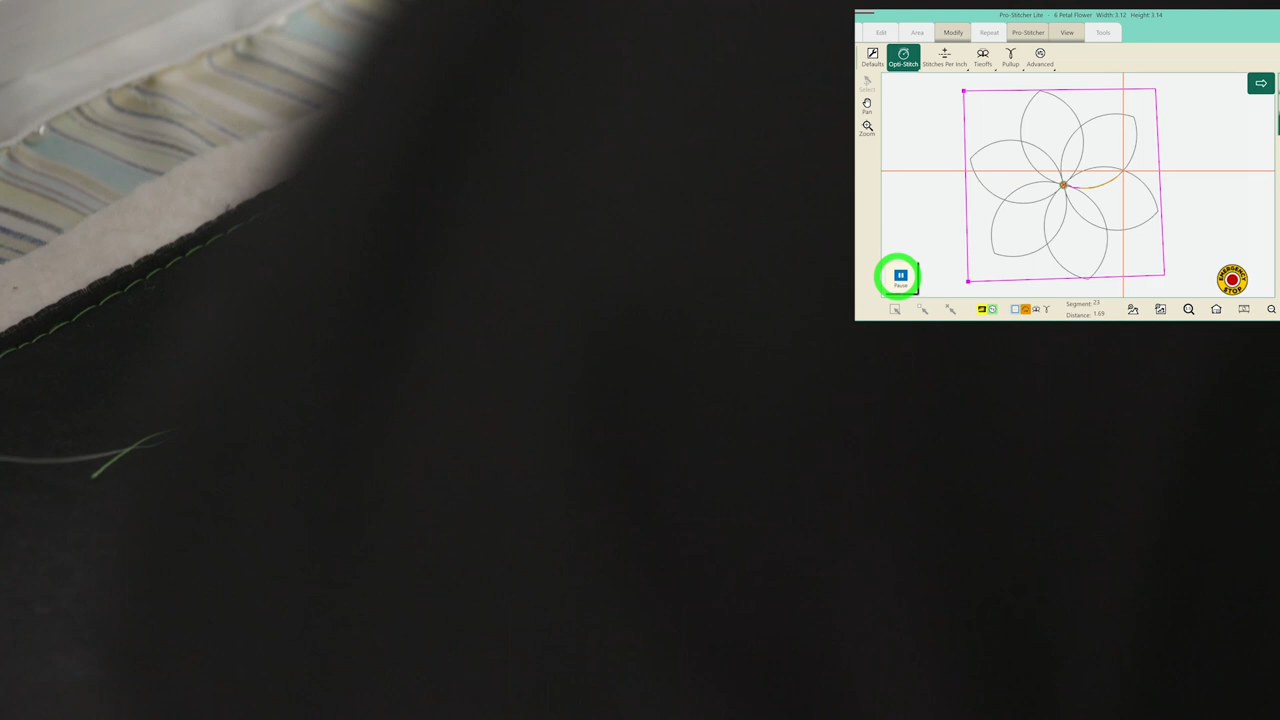 Pro-Stitcher Lite - 6 Petal Flower Width: 3.12 Height: 3.14
Edit Area Modify Repeat Pro-Stitcher View Tools
Defaults Opti-Stitch Stitches Per Inch Tieoffs Pullup Advanced
Select
Pan
Zoom
Pause
EMERGENCY
STOP
Segment: 23
Distance: 1.69